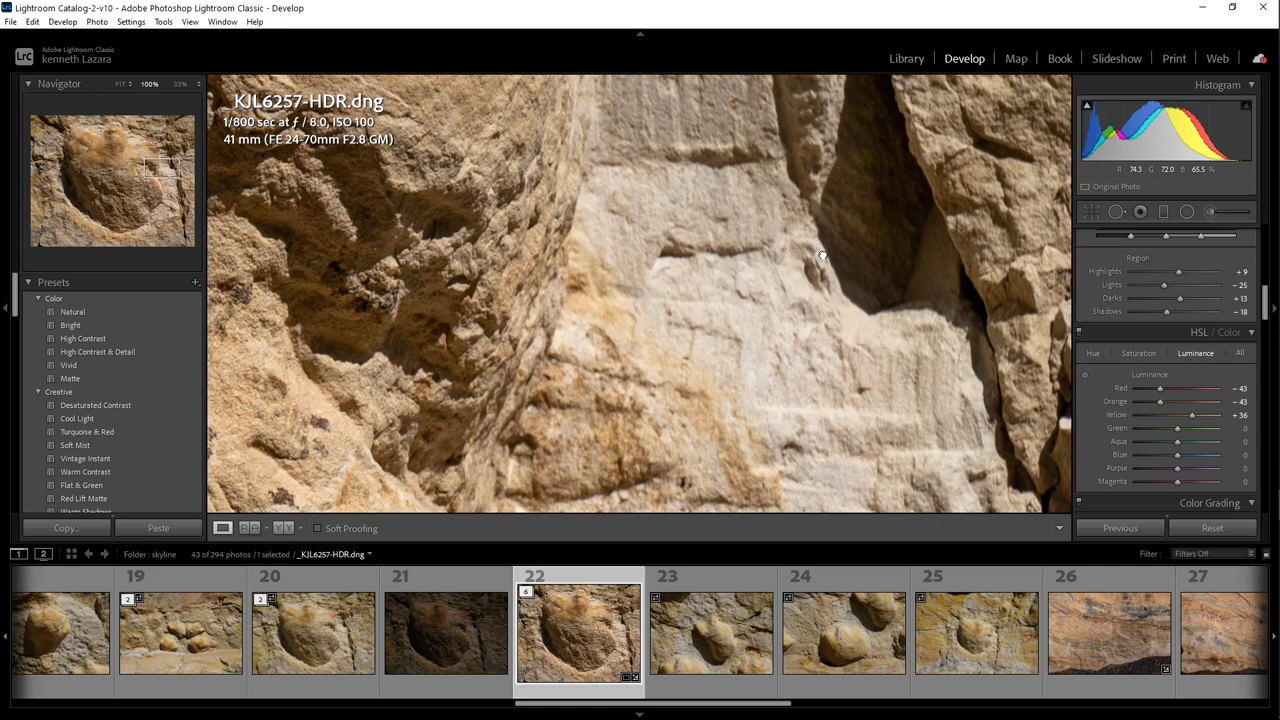 Lightroom Catalog-2-v10 - Adobe Photoshop Lightroom Classic - Develop
File Edit Develop Photo Settings Tools View Window Help
Lrc
Adobe Lightroom Classic
kenneth Lazara
Library Develop Map Book Slideshow Print Web
Navigator FIT 100% 33%
KJL6257-HDR.dng
1/800 sec at f / 8.0, ISO 100
41 mm (FE 24-70mm F2.8 GM)
Histogram
R 74.3 G 72.0 B 65.5 %
Original Photo
Region
Highlights + 9
Lights - 25
Darks + 13
Shadows - 18
HSL / Color
Hue Saturation Luminance All
Luminance
Red - 43
Orange - 43
Yellow + 36
Green 0
Aqua 0
Blue 0
Purple 0
Magenta 0
Color Grading
Previous Reset
Presets
Color
Natural
Bright
High Contrast
High Contrast & Detail
Vivid
Matte
Creative
Desaturated Contrast
Cool Light
Turquoise & Red
Soft Mist
Vintage Instant
Warm Contrast
Flat & Green
Red Lift Matte
Warm Shadows
Copy... Paste
R A Y Y Soft Proofing
1 2 Folder : skyline 43 of 294 photos / 1 selected / _KJL6257-HDR.dng Filter : Filters Off
19 20 21 22 23 24 25 26 27
2 2 6